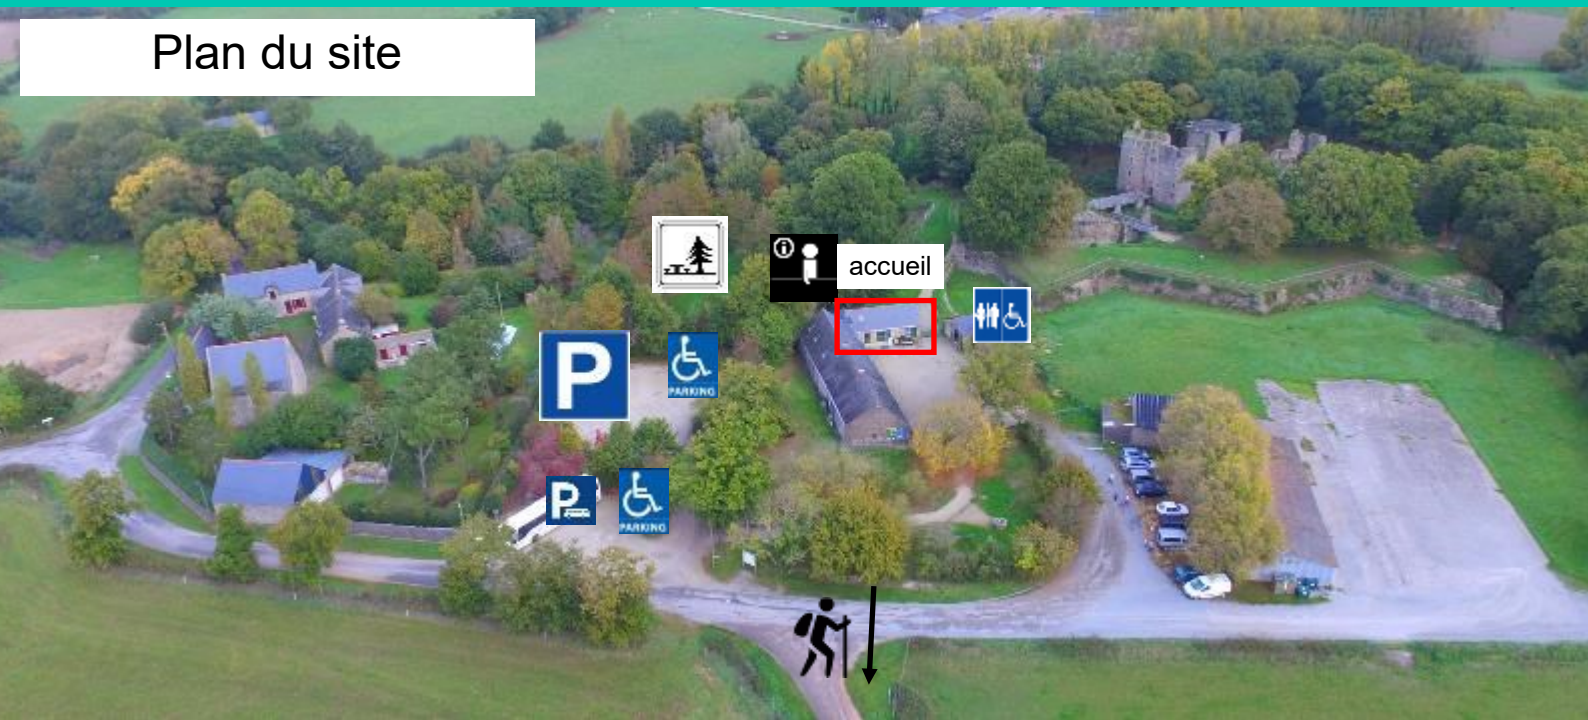 Plan du site
i
accueil
P
PARKING
P
PARKING